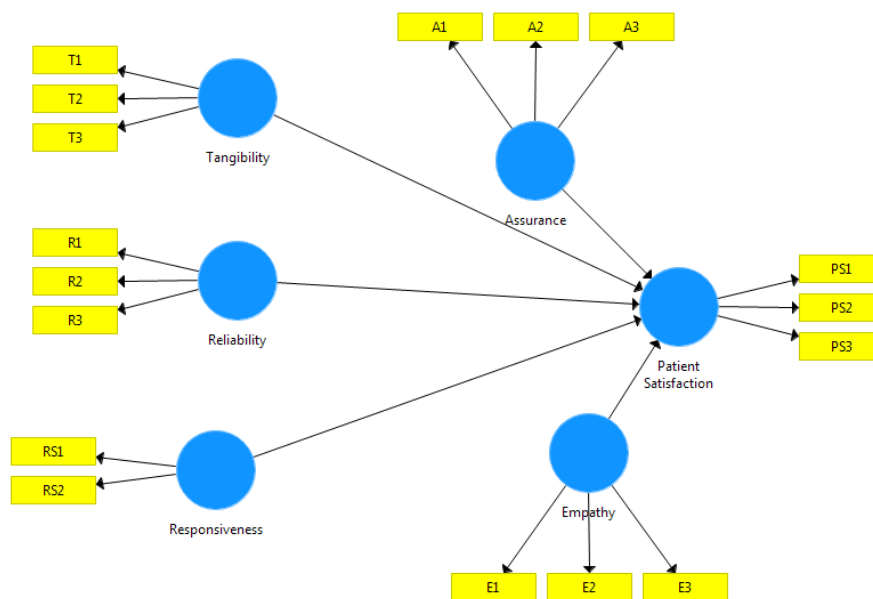 A1
A2
A3
T1
T2
T3
Tangibility
Assurance
R1
R2
R3
Reliability
PS1
PS2
PS3
Patient
Satisfaction
RS1
RS2
Responsiveness
Empathy
E1
E2
E3